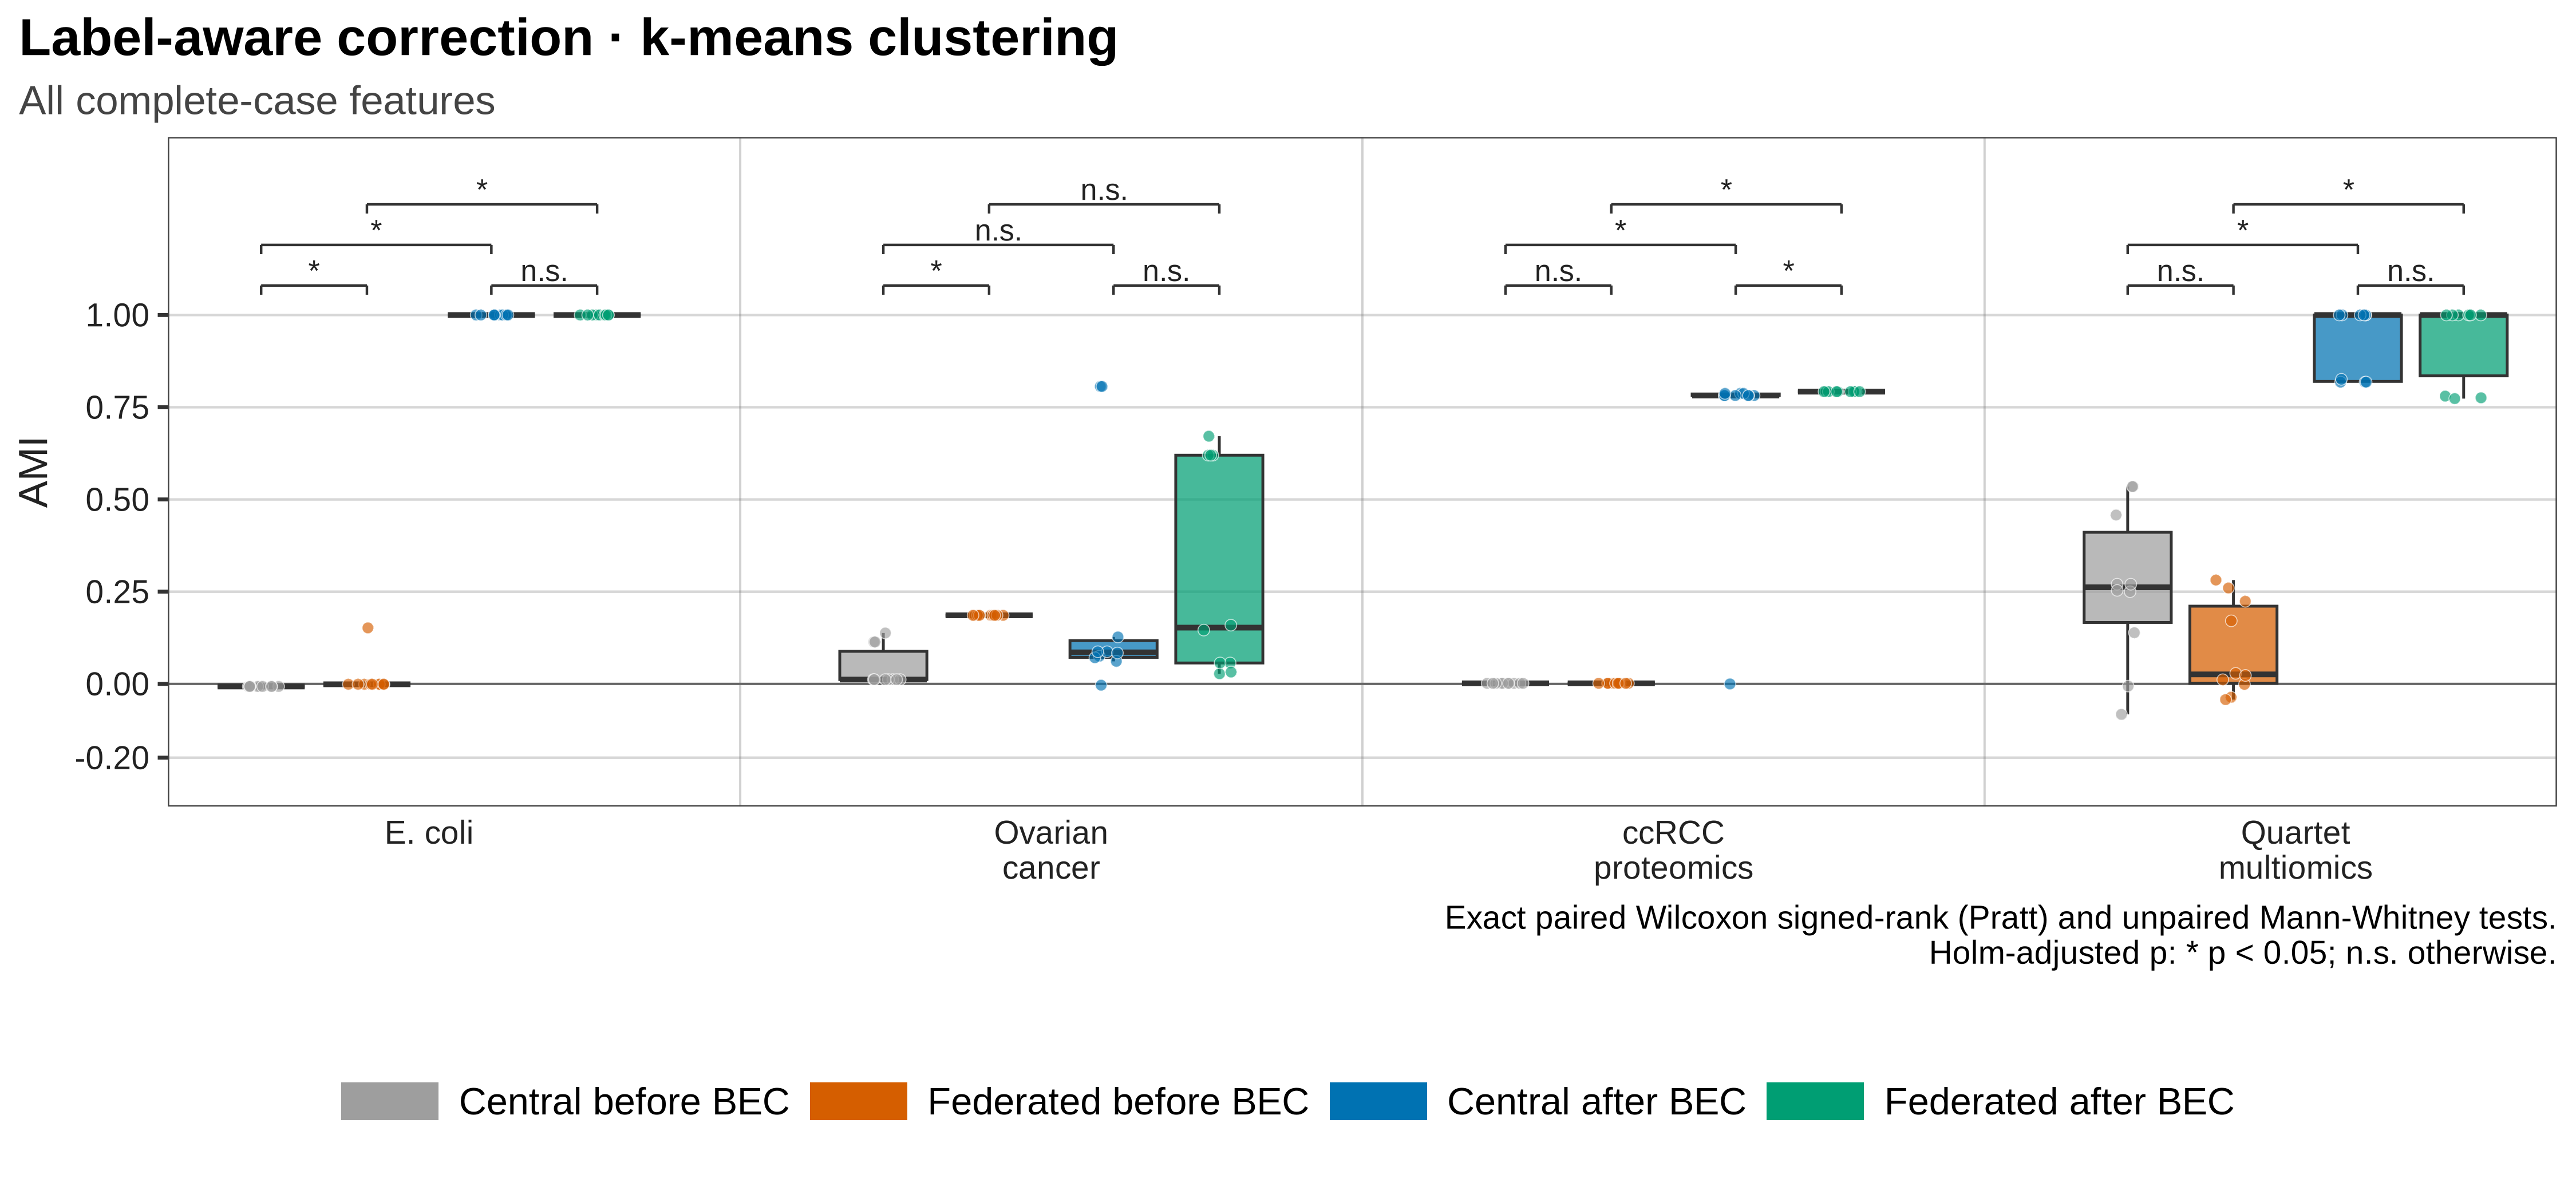 Label-aware correction · k-means clustering
All complete-case features
* n.s. * *
* n.s. * *
* n.s. * n.s. n.s. * n.s. n.s.
AMI
1.00
0.75
0.50
0.25
0.00
-0.20
E. coli
Ovarian
cancer
ccRCC
proteomics
Quartet
multiomics
Exact paired Wilcoxon signed-rank (Pratt) and unpaired Mann-Whitney tests.
Holm-adjusted p: * p < 0.05; n.s. otherwise.
Central before BEC
Federated before BEC
Central after BEC
Federated after BEC